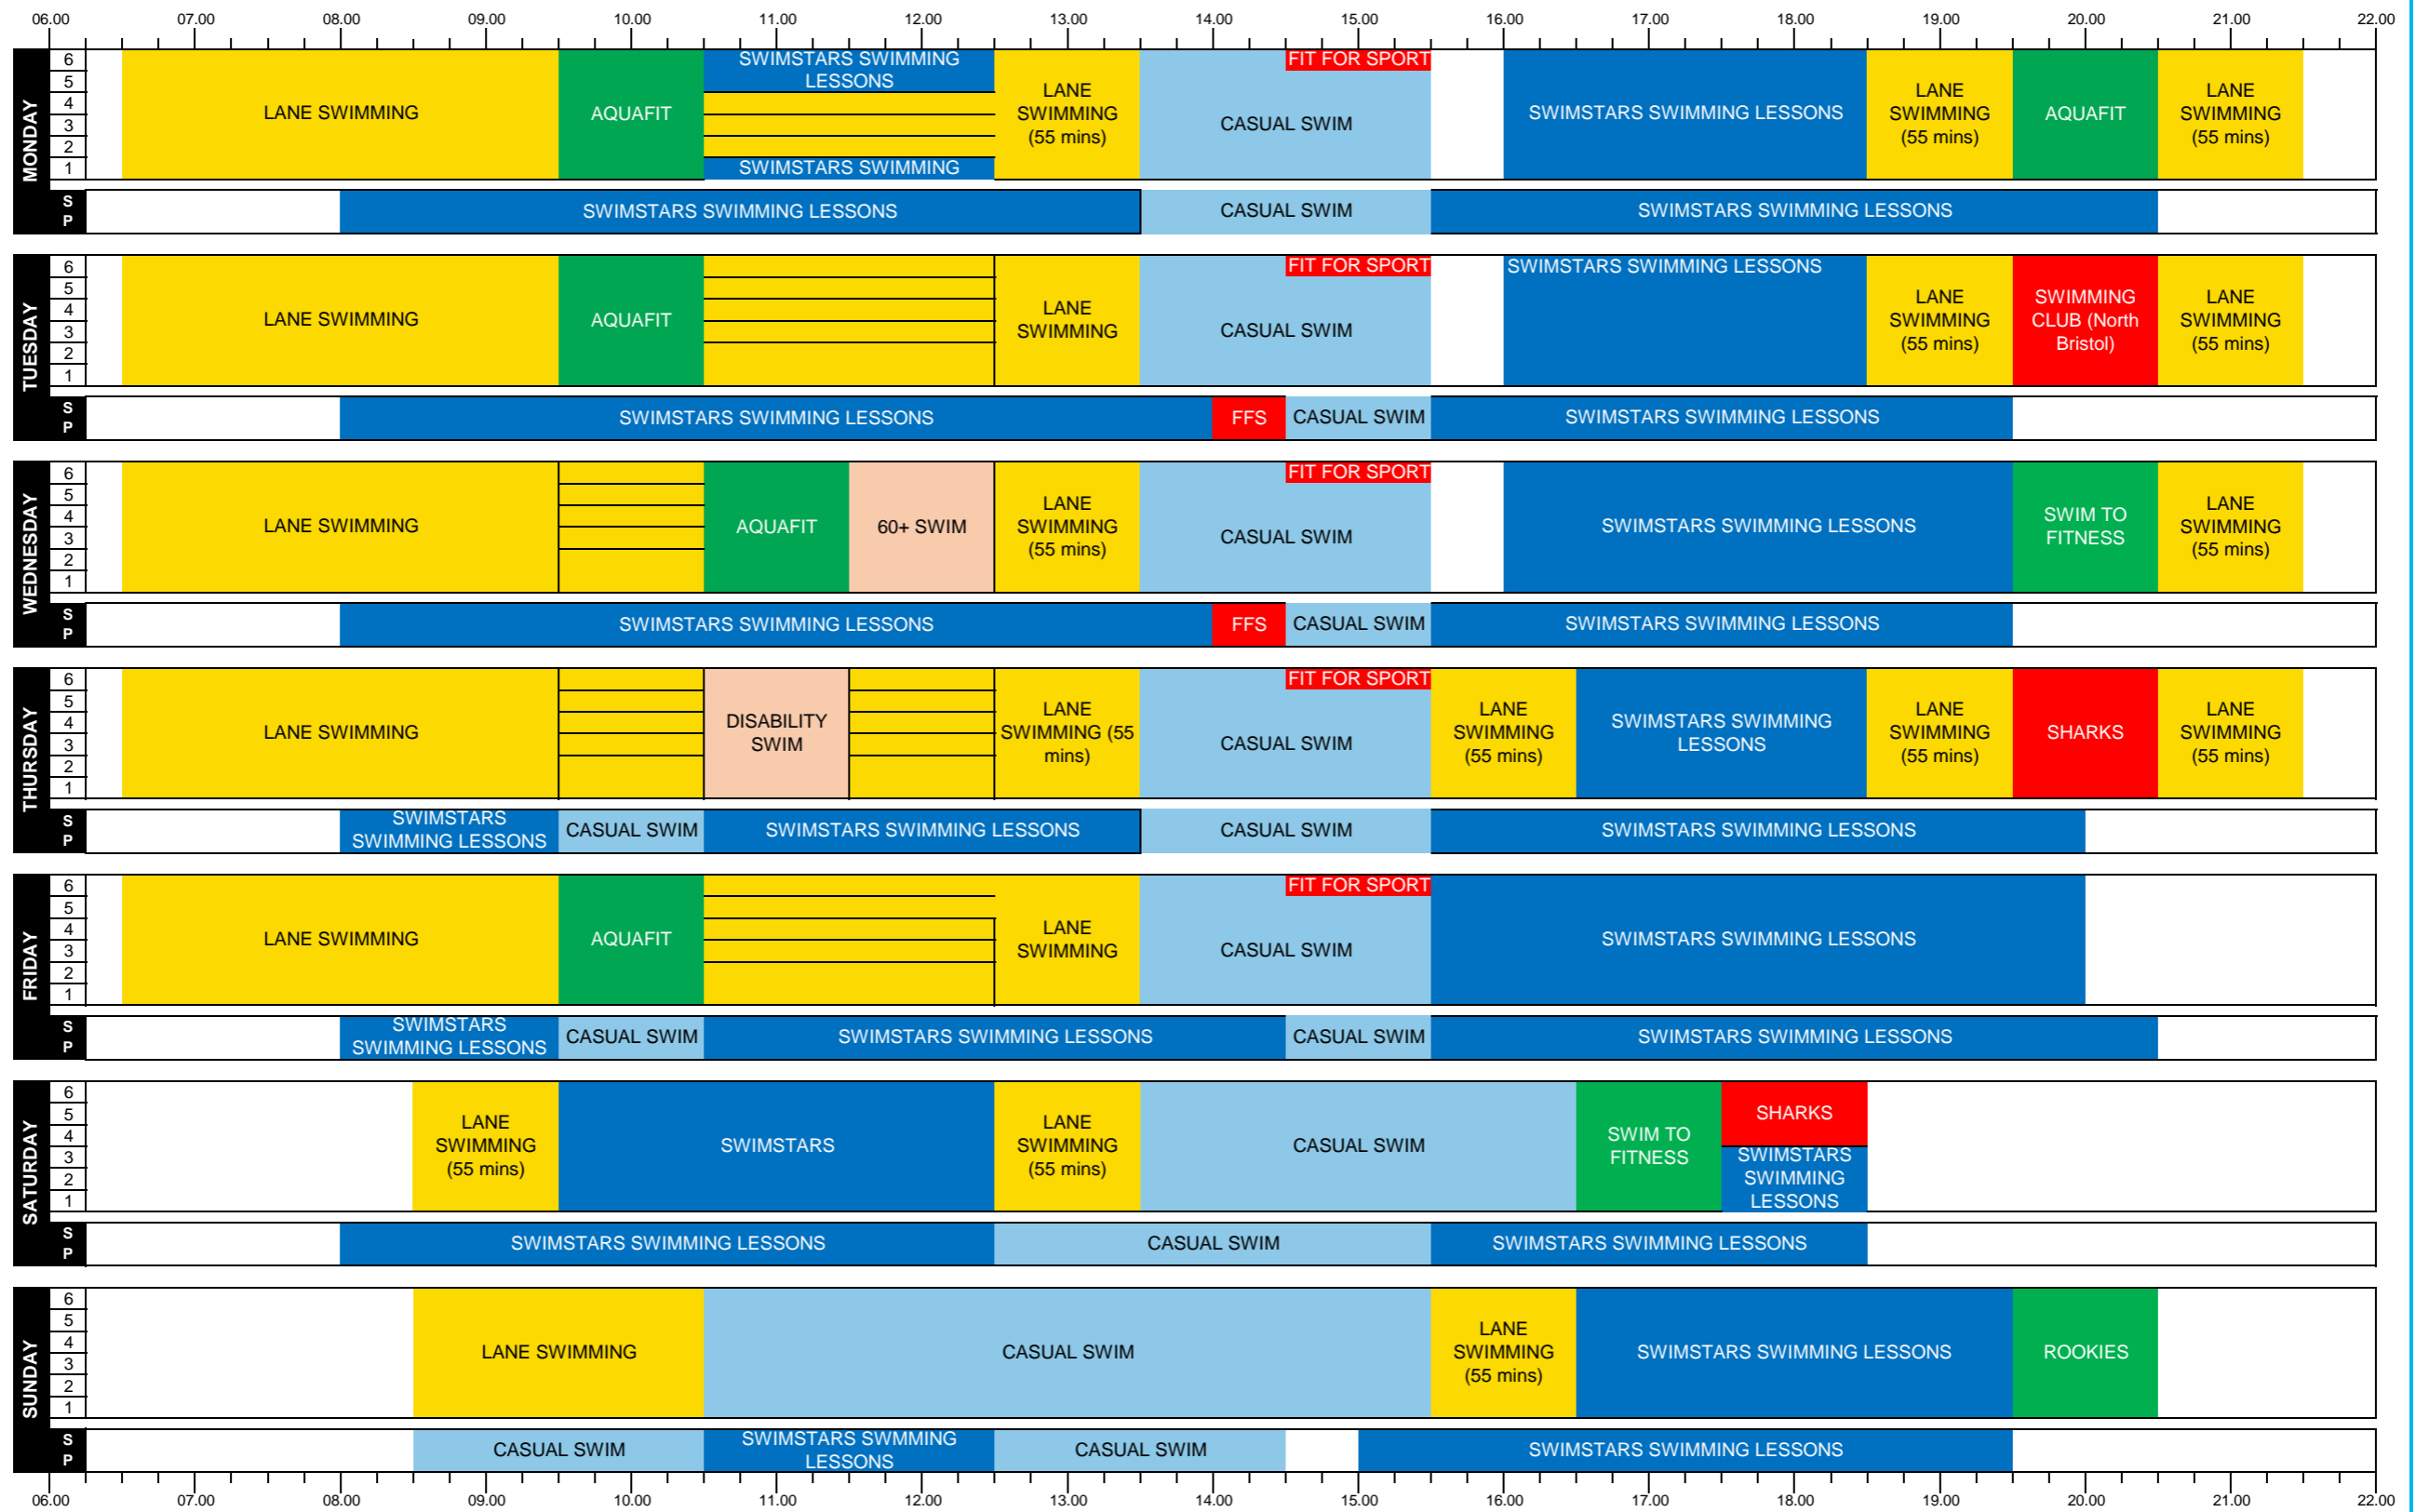 06.00 07.00 08.00 09.00 10.00 11.00 12.00 13.00 14.00 15.00 16.00 17.00 18.00 19.00 20.00 21.00 22.00
MONDAY
6
5
4
3
2
1
LANE SWIMMING
AQUAFIT
SWIMSTARS SWIMMING
LESSONS
SWIMSTARS SWIMMING
LANE
SWIMMING
(55 mins)
CASUAL SWIM
FIT FOR SPORT
SWIMSTARS SWIMMING LESSONS
LANE
SWIMMING
(55 mins)
AQUAFIT
LANE
SWIMMING
(55 mins)
S
P
SWIMSTARS SWIMMING LESSONS
CASUAL SWIM
SWIMSTARS SWIMMING LESSONS
TUESDAY
6
5
4
3
2
1
LANE SWIMMING
AQUAFIT
LANE
SWIMMING
CASUAL SWIM
FIT FOR SPORT
SWIMSTARS SWIMMING LESSONS
LANE
SWIMMING
(55 mins)
SWIMMING
CLUB (North
Bristol)
LANE
SWIMMING
(55 mins)
S
P
SWIMSTARS SWIMMING LESSONS
FFS
CASUAL SWIM
SWIMSTARS SWIMMING LESSONS
WEDNESDAY
6
5
4
3
2
1
LANE SWIMMING
AQUAFIT
60+ SWIM
LANE
SWIMMING
(55 mins)
CASUAL SWIM
FIT FOR SPORT
SWIMSTARS SWIMMING LESSONS
SWIM TO
FITNESS
LANE
SWIMMING
(55 mins)
S
P
SWIMSTARS SWIMMING LESSONS
FFS
CASUAL SWIM
SWIMSTARS SWIMMING LESSONS
THURSDAY
6
5
4
3
2
1
LANE SWIMMING
DISABILITY
SWIM
LANE
SWIMMING (55
mins)
CASUAL SWIM
FIT FOR SPORT
LANE
SWIMMING
(55 mins)
SWIMSTARS SWIMMING
LESSONS
LANE
SWIMMING
(55 mins)
SHARKS
LANE
SWIMMING
(55 mins)
S
P
SWIMSTARS
SWIMMING LESSONS
CASUAL SWIM
SWIMSTARS SWIMMING LESSONS
CASUAL SWIM
SWIMSTARS SWIMMING LESSONS
FRIDAY
6
5
4
3
2
1
LANE SWIMMING
AQUAFIT
LANE
SWIMMING
CASUAL SWIM
FIT FOR SPORT
SWIMSTARS SWIMMING LESSONS
S
P
SWIMSTARS
SWIMMING LESSONS
CASUAL SWIM
SWIMSTARS SWIMMING LESSONS
CASUAL SWIM
SWIMSTARS SWIMMING LESSONS
SATURDAY
6
5
4
3
2
1
LANE
SWIMMING
(55 mins)
SWIMSTARS
LANE
SWIMMING
(55 mins)
CASUAL SWIM
SWIM TO
FITNESS
SHARKS
SWIMSTARS
SWIMMING
LESSONS
S
P
SWIMSTARS SWIMMING LESSONS
CASUAL SWIM
SWIMSTARS SWIMMING LESSONS
SUNDAY
6
5
4
3
2
1
LANE SWIMMING
CASUAL SWIM
LANE
SWIMMING
(55 mins)
SWIMSTARS SWIMMING LESSONS
ROOKIES
S
P
CASUAL SWIM
SWIMSTARS SWMMING
LESSONS
CASUAL SWIM
SWIMSTARS SWIMMING LESSONS
06.00 07.00 08.00 09.00 10.00 11.00 12.00 13.00 14.00 15.00 16.00 17.00 18.00 19.00 20.00 21.00 22.00